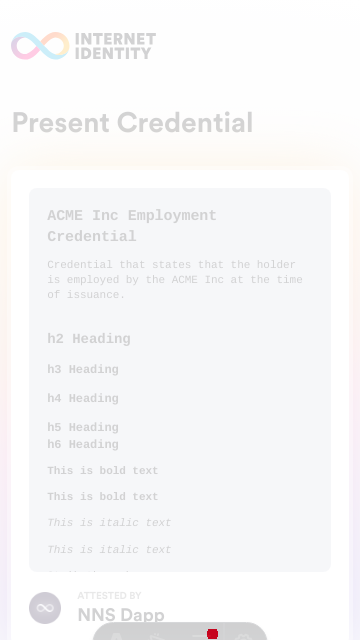 INTERNET
IDENTITY
Present Credential
ACME Inc Employment
Credential
Credential that states that the holder
is employed by the ACME Inc at the time
of issuance.
h2 Heading
h3 Heading
h4 Heading
h5 Heading
h6 Heading
This is bold text
This is bold text
This is italic text
This is italic text
ATTESTED BY
NNS Dapp